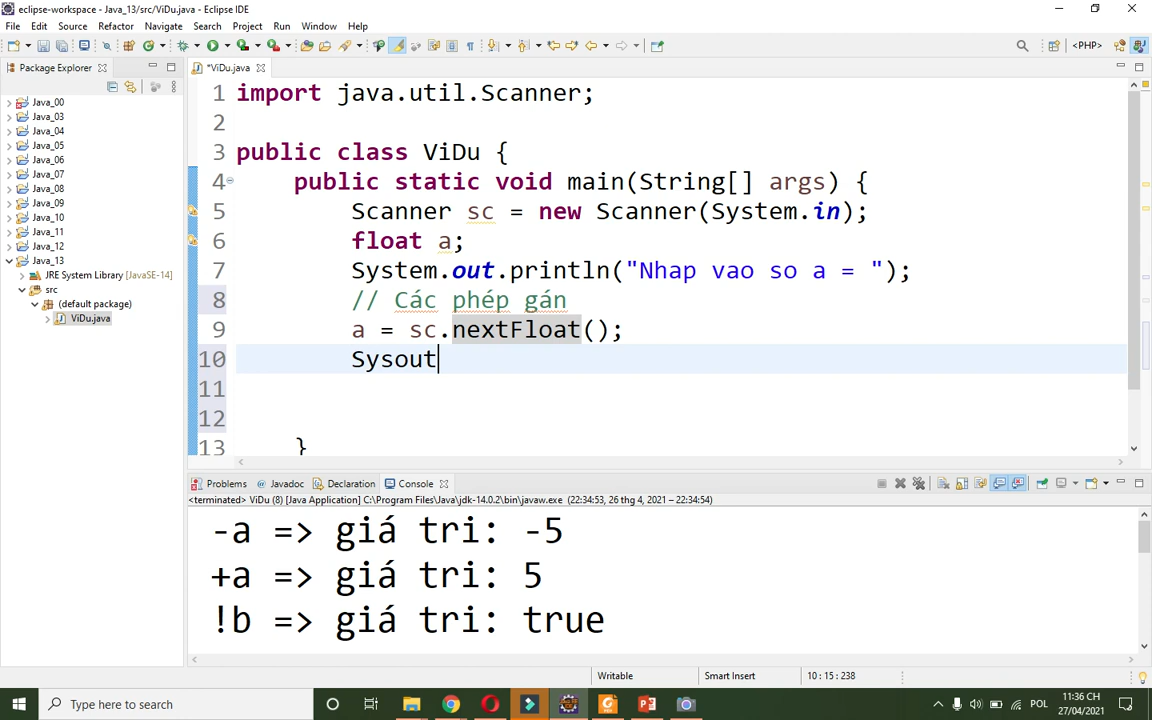 eclipse-workspace - Java_13/src/ViDu.java - Eclipse IDE
File Edit Source Refactor Navigate Search Project Run Window Help
<PHP>
Package Explorer
*ViDu.java
Java_00
Java_03
Java_04
Java_05
Java_06
Java_07
Java_08
Java_09
Java_10
Java_11
Java_12
Java_13
JRE System Library [JavaSE-14]
src
(default package)
ViDu.java
1 import java.util.Scanner;
2
3 public class ViDu {
4 public static void main(String[] args) {
5 Scanner sc = new Scanner(System.in);
6 float a;
7 System.out.println("Nhap vao so a = ");
8 // Các phép gán
9 a = sc.nextFloat();
10 Sysout
11
12
13 }
Problems Javadoc Declaration Console
<terminated> ViDu (8) [Java Application] C:\Program Files\Java\jdk-14.0.2\bin\javaw.exe (22:34:53, 26 thg 4, 2021 – 22:34:54)
-a => giá tri: -5
+a => giá tri: 5
!b => giá tri: true
Writable Smart Insert 10 : 15 : 238
Type here to search
POL
11:36 CH
27/04/2021